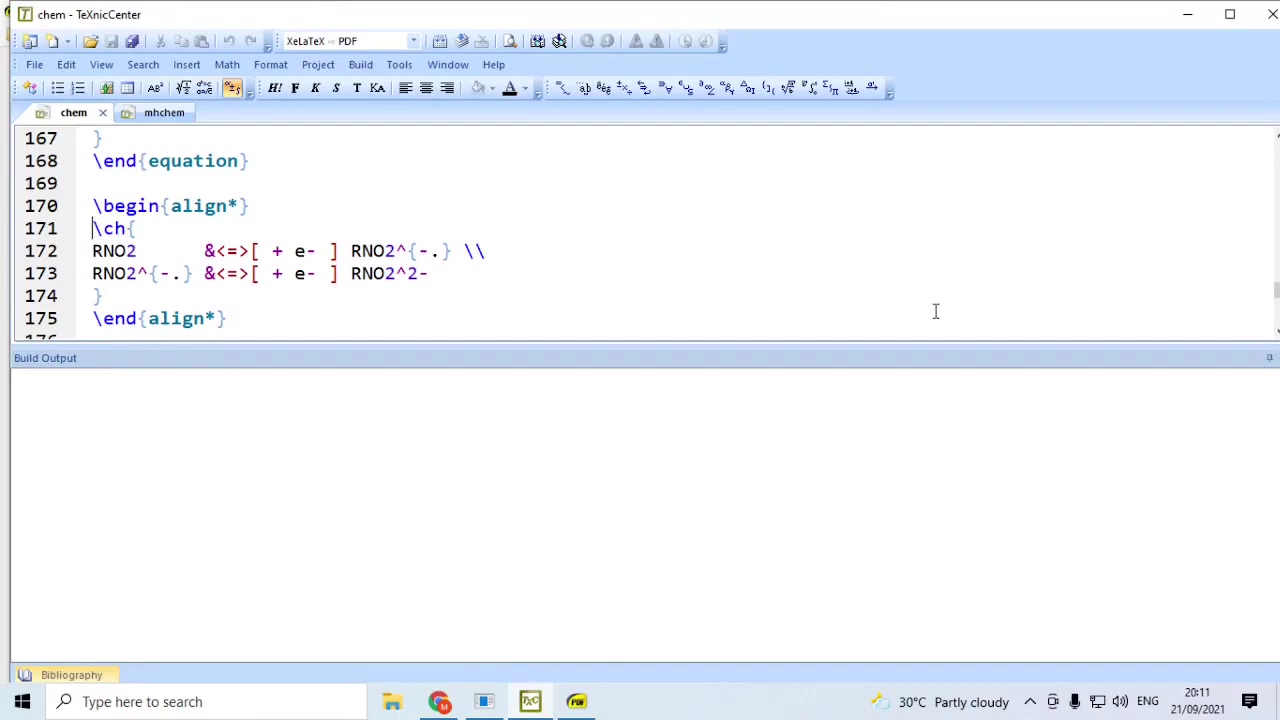 chem - TeXnicCenter
XeLaTeX ⇒ PDF
File Edit View Search Insert Math Format Project Build Tools Window Help
chem mhchem
167 }
168 \end{equation}
169
170 \begin{align*}
171 \ch{
172 RNO2 &<=>[ + e- ] RNO2^{-.} \\
173 RNO2^{-.} &<=>[ + e- ] RNO2^2-
174 }
175 \end{align*}
Build Output
Bibliography
Type here to search
30°C Partly cloudy
ENG
20:11
21/09/2021